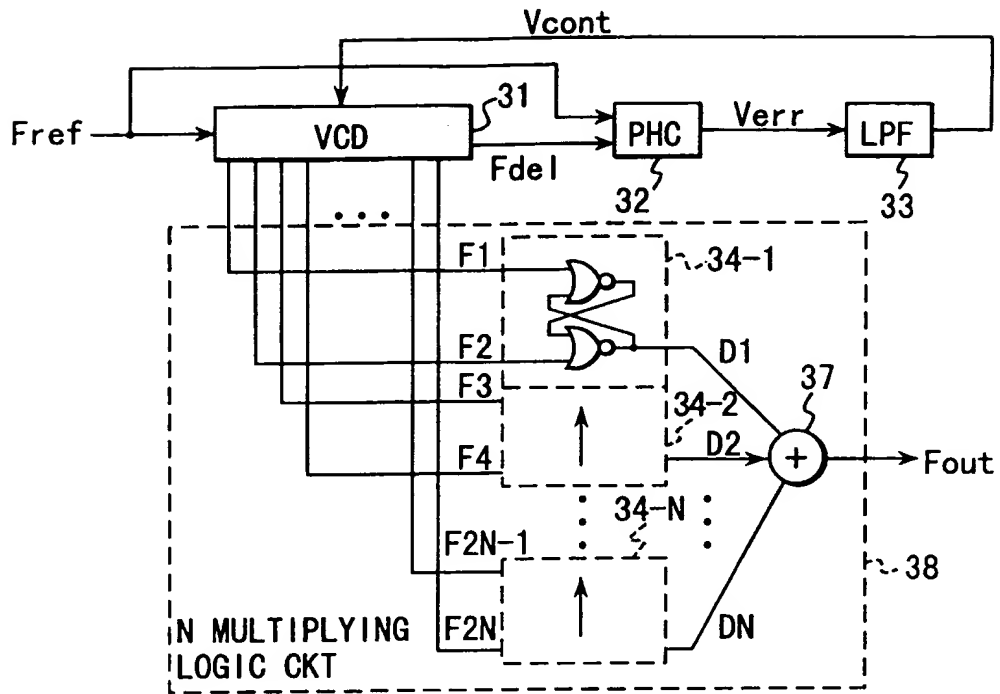 Vcont
31
Fref
VCD
PHC
Verr
LPF
Fdel
32
33
...
F1
34-1
F2
D1
F3
34-2
37
F4
D2
+
Fout
34-N
F2N-1
38
F2N
DN
N MULTIPLYING
LOGIC CKT